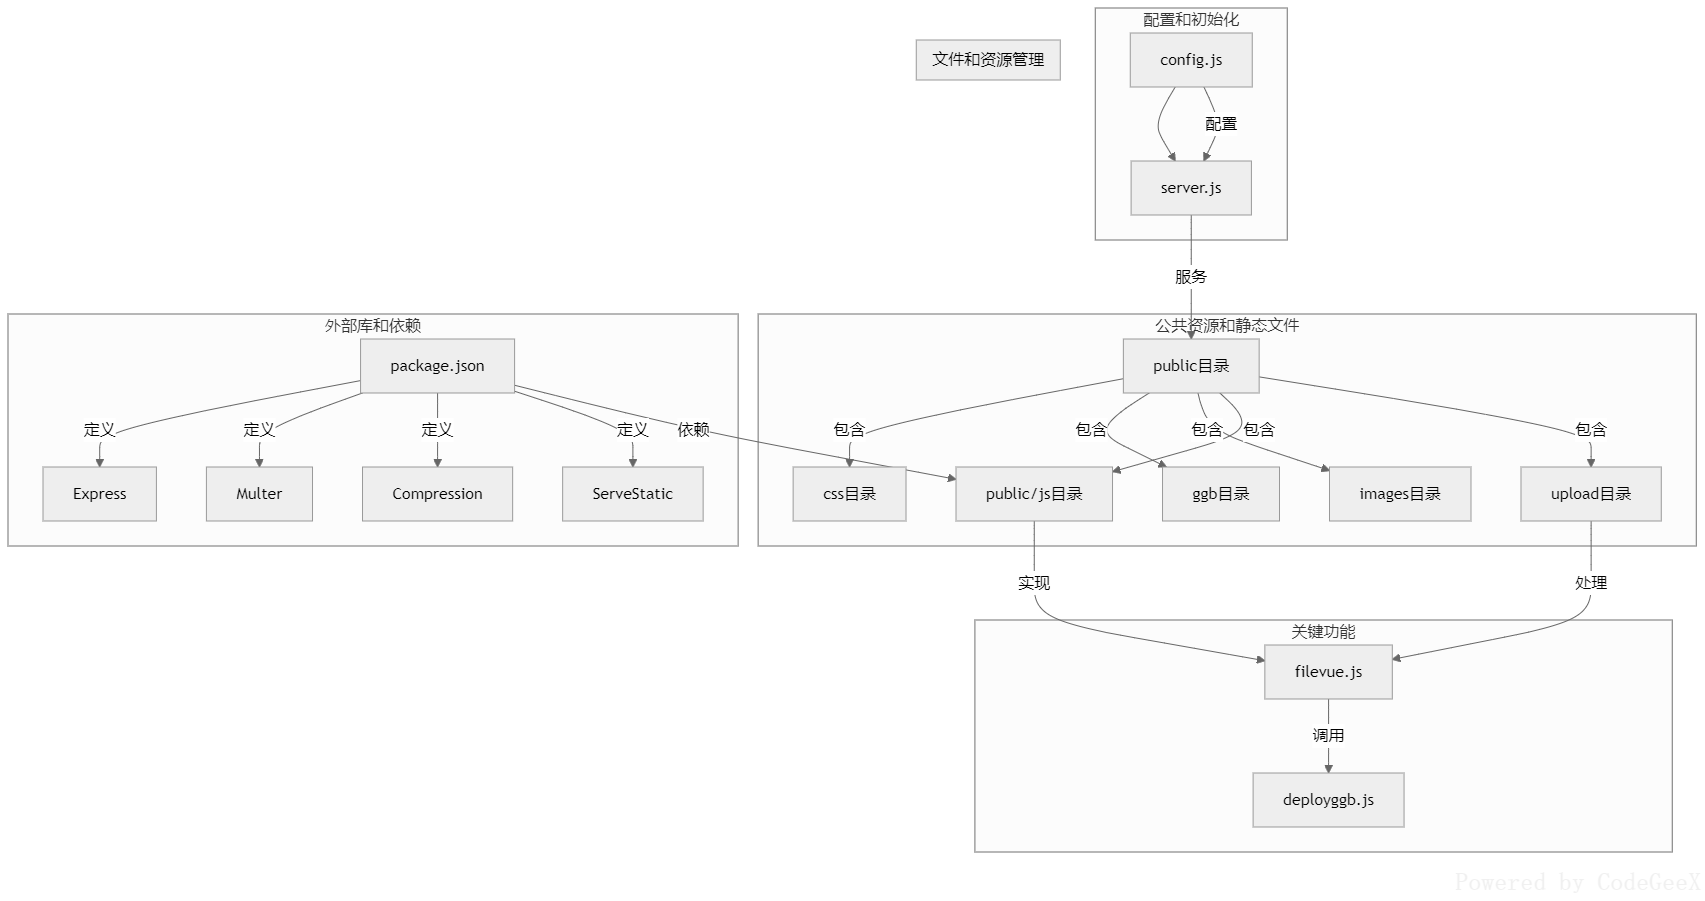 配置和初始化
文件和资源管理
config.js
配置
server.js
服务
外部库和依赖
公共资源和静态文件
package.json
public目录
定义
定义
定义
定义
依赖
包含
包含
包含
包含
包含
Express
Multer
Compression
ServeStatic
css目录
public/js目录
ggb目录
images目录
upload目录
实现
处理
关键功能
filevue.js
调用
deployggb.js
Powered by CodeGeeX